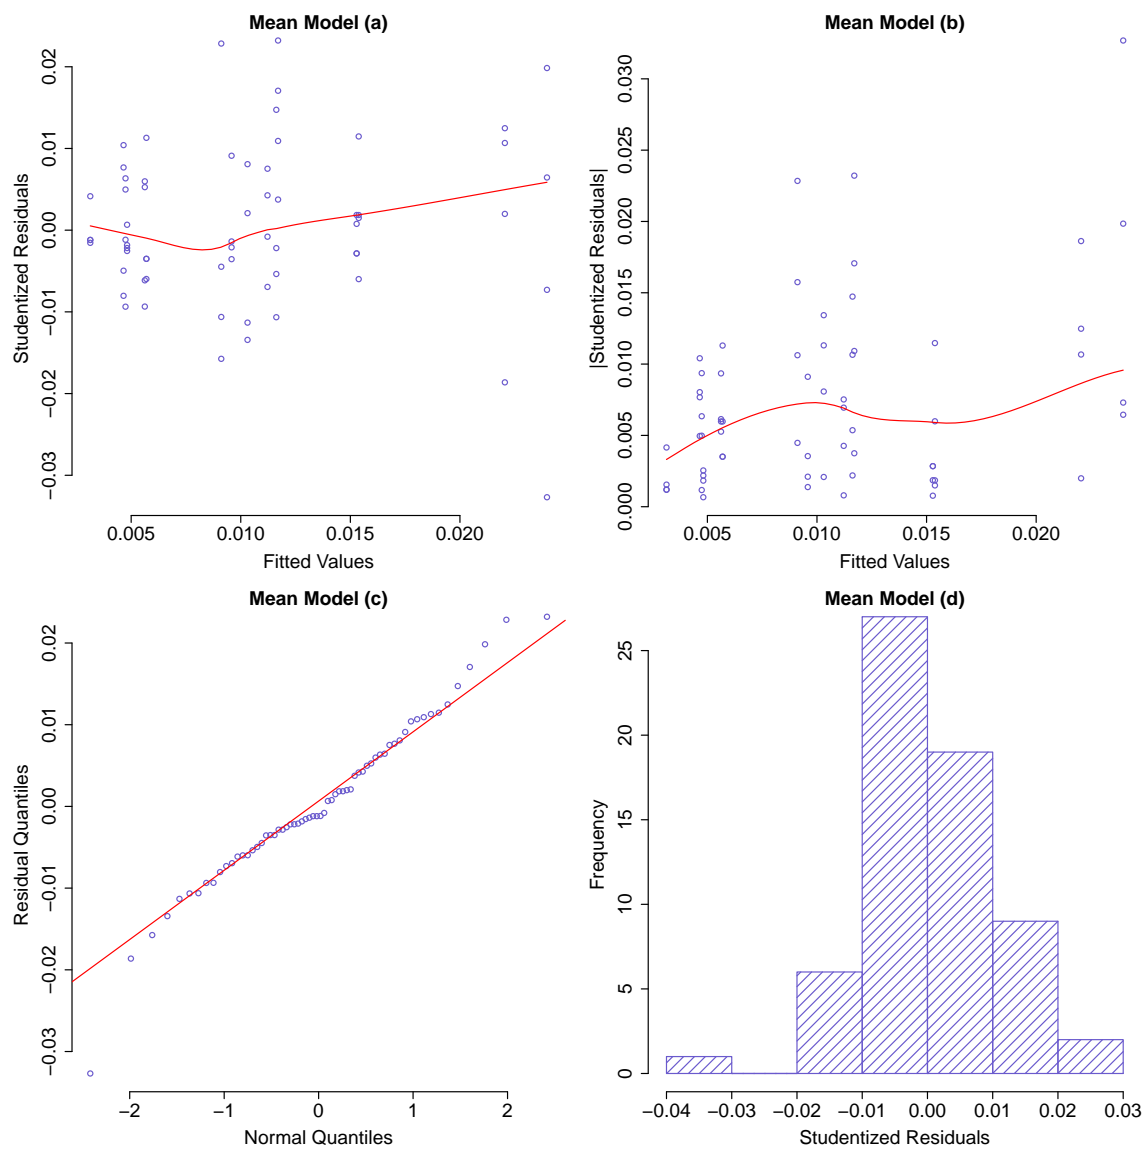 Mean Model (a)
Studentized Residuals
0.02
0.01
0.00
−0.01
−0.02
−0.03
0.005 0.010 0.015 0.020
Fitted Values
Mean Model (b)
|Studentized Residuals|
0.030
0.025
0.020
0.015
0.010
0.005
0.000
0.005 0.010 0.015 0.020
Fitted Values
Mean Model (c)
Residual Quantiles
0.02
0.01
0.00
−0.01
−0.02
−0.03
−2 −1 0 1 2
Normal Quantiles
Mean Model (d)
Frequency
25
20
15
10
5
0
−0.04 −0.03 −0.02 −0.01 0.00 0.01 0.02 0.03
Studentized Residuals